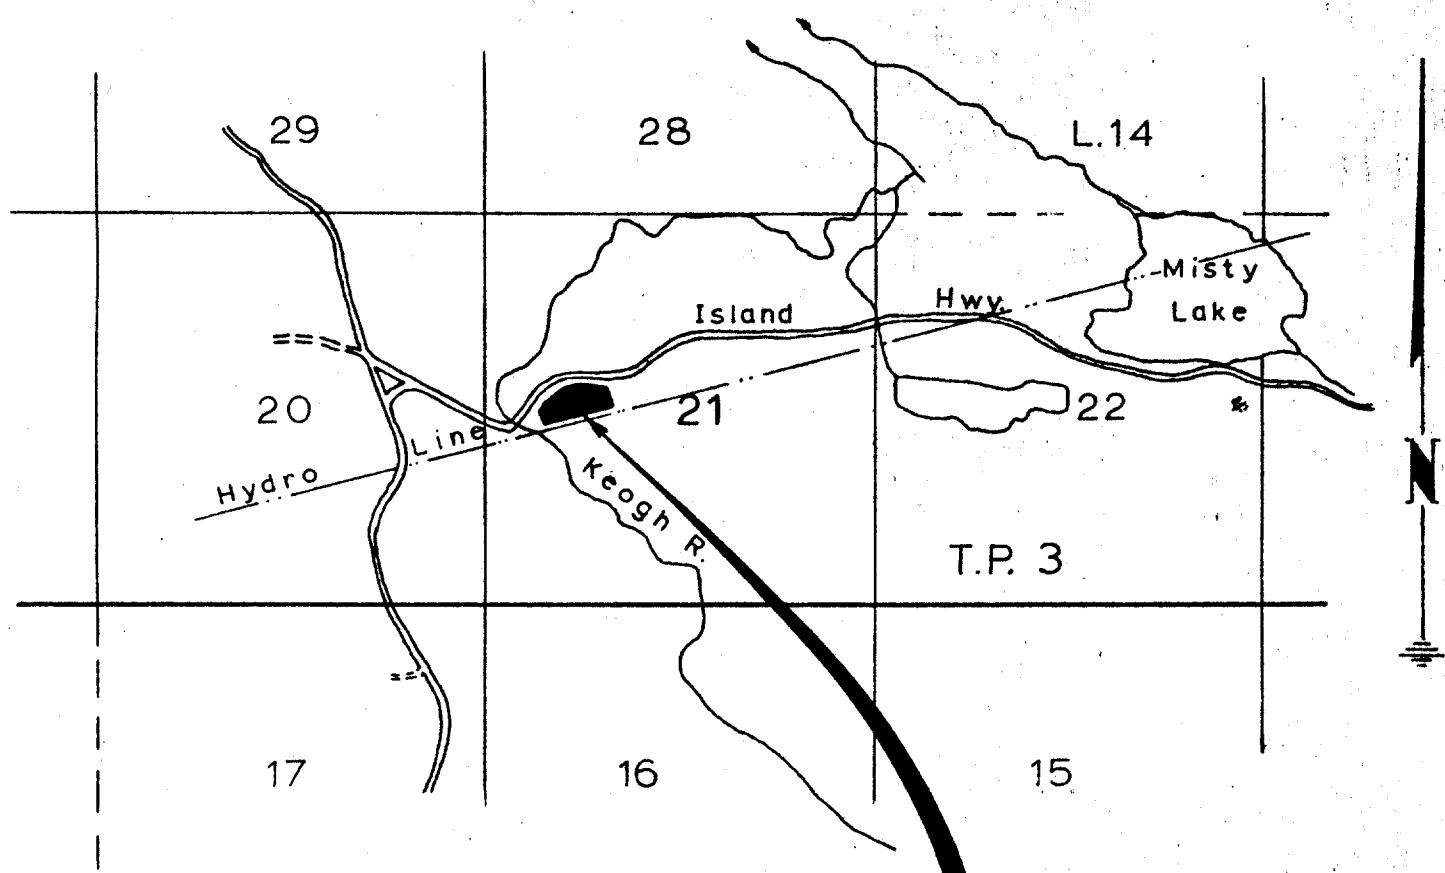 29
28
L.14
Misty
Lake
Island Hwy.
20
21
22
Hydro Line
Keogh R.
T.P. 3
N
17
16
15